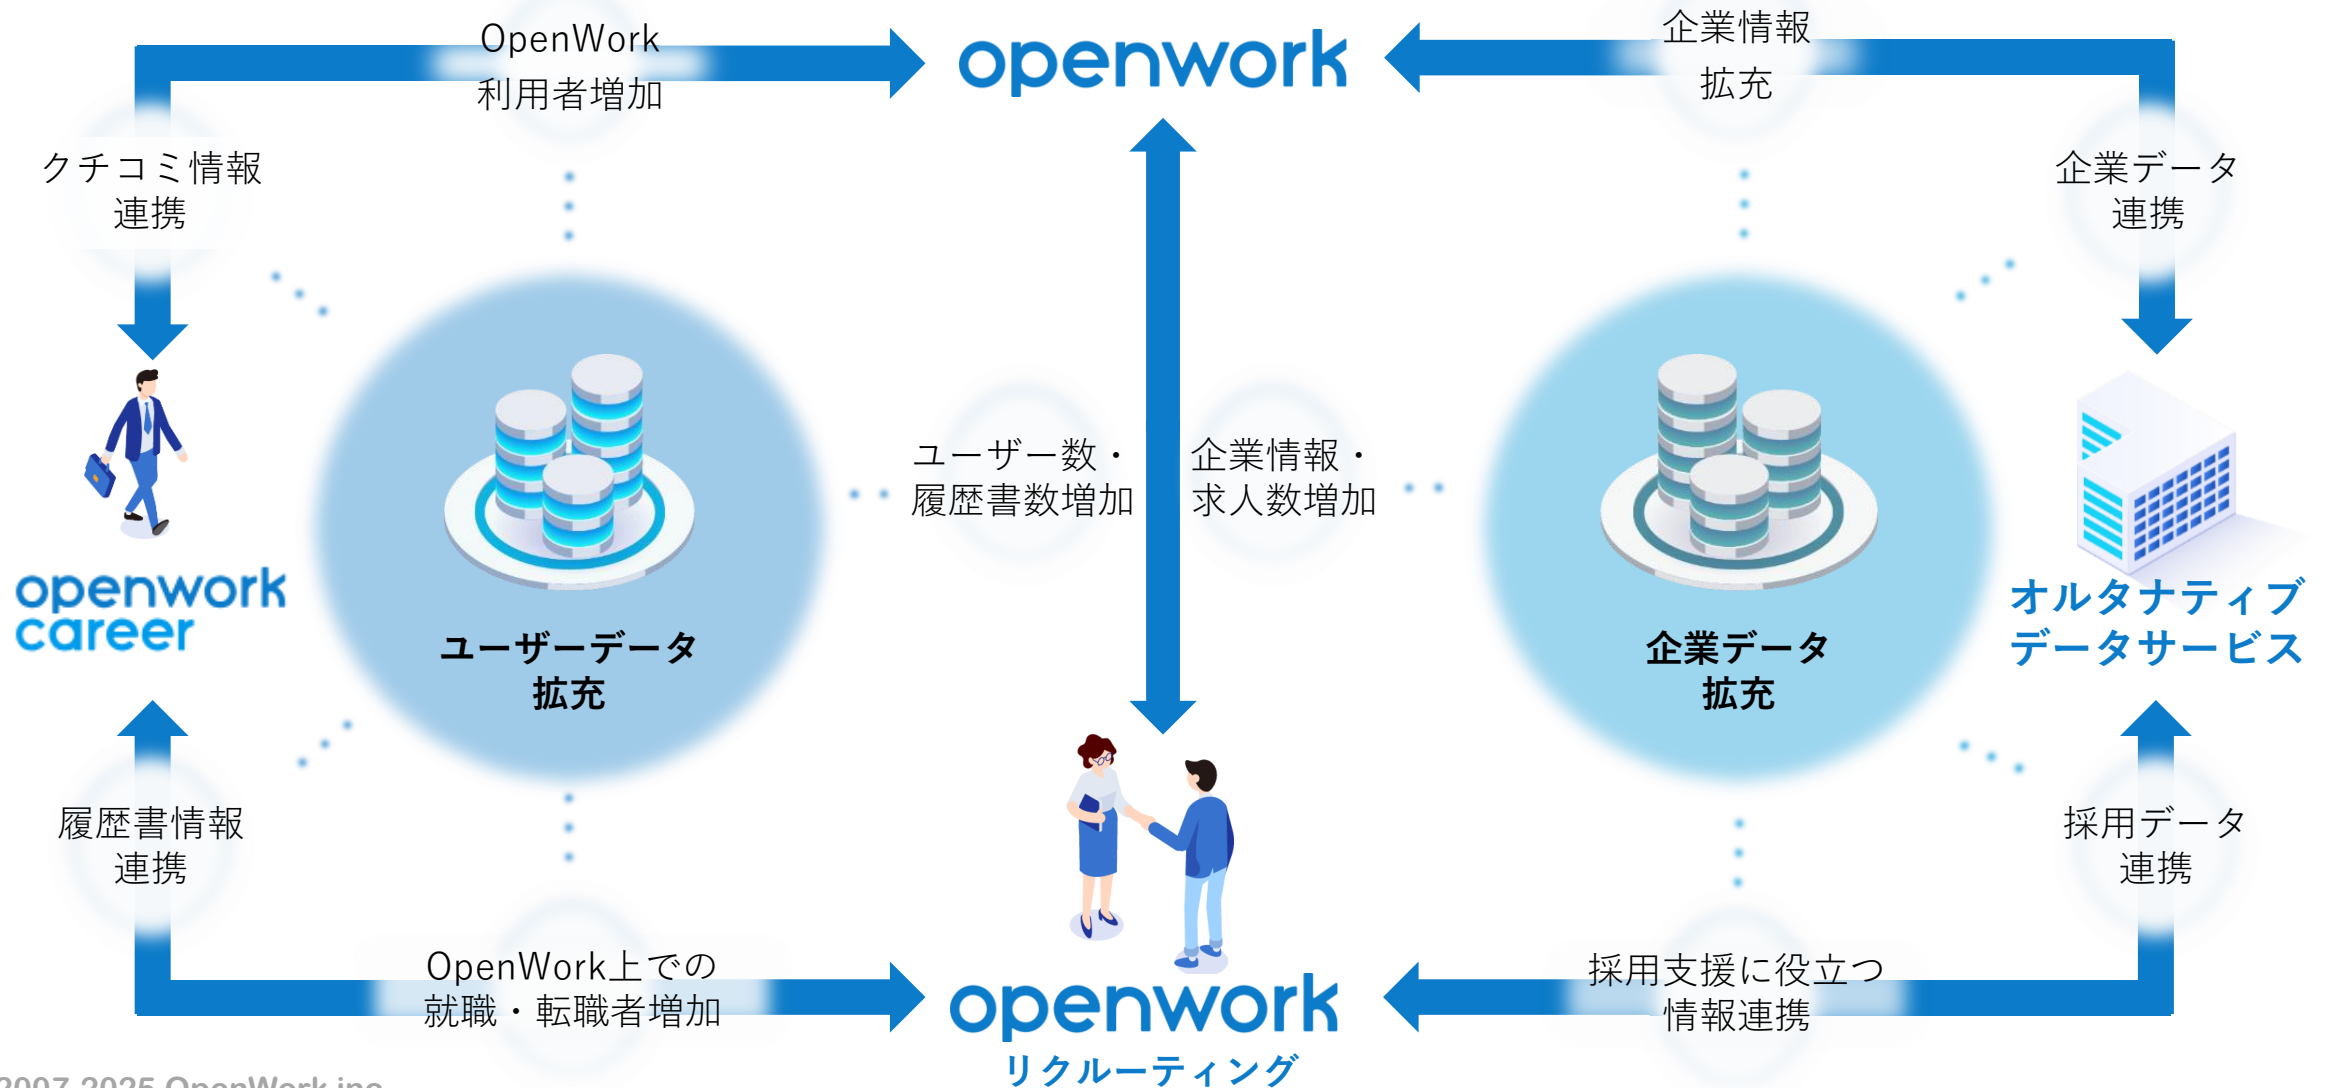 OpenWork
利用者増加
openwork
企業情報
拡充
クチコミ情報
連携
企業データ
連携
ユーザー数・
履歴書数増加
企業情報・
求人数増加
openwork
career
ユーザーデータ
拡充
企業データ
拡充
オルタナティブ
データサービス
履歴書情報
連携
採用データ
連携
OpenWork上での
就職・転職者増加
採用支援に役立つ
情報連携
openwork
リクルーティング
2007-2025 OpenWork inc